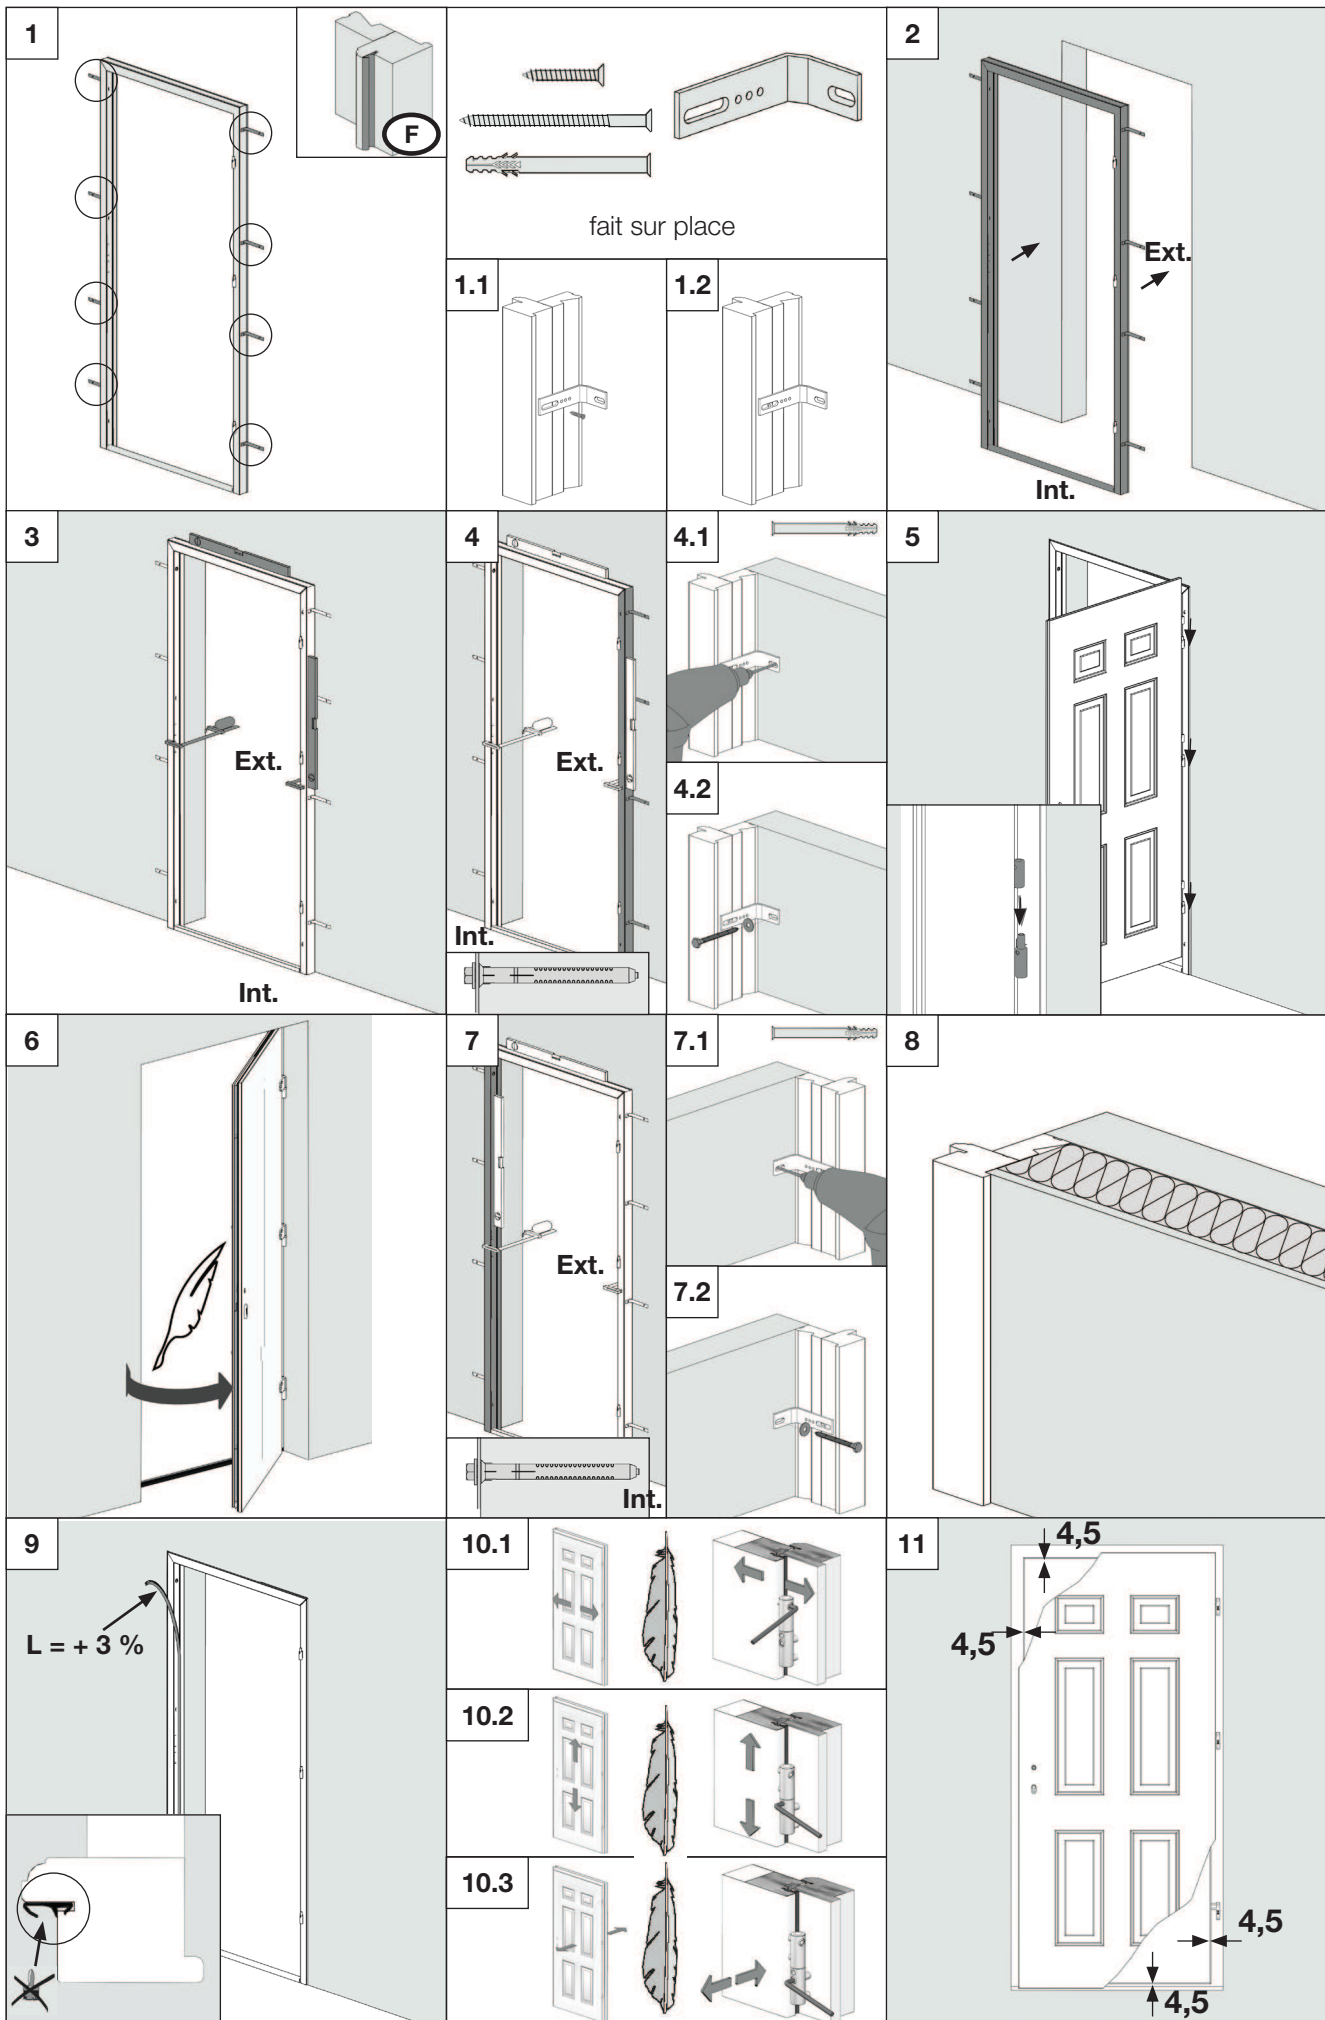 1
F
fait sur place
1.1
1.2
2
Ext.
Int.
3
Ext.
Int.
4
Ext.
Int.
4.1
4.2
5
6
7
Ext.
Int.
7.1
7.2
8
9
L = + 3 %
10.1
10.2
10.3
11
4,5
4,5
4,5
4,5